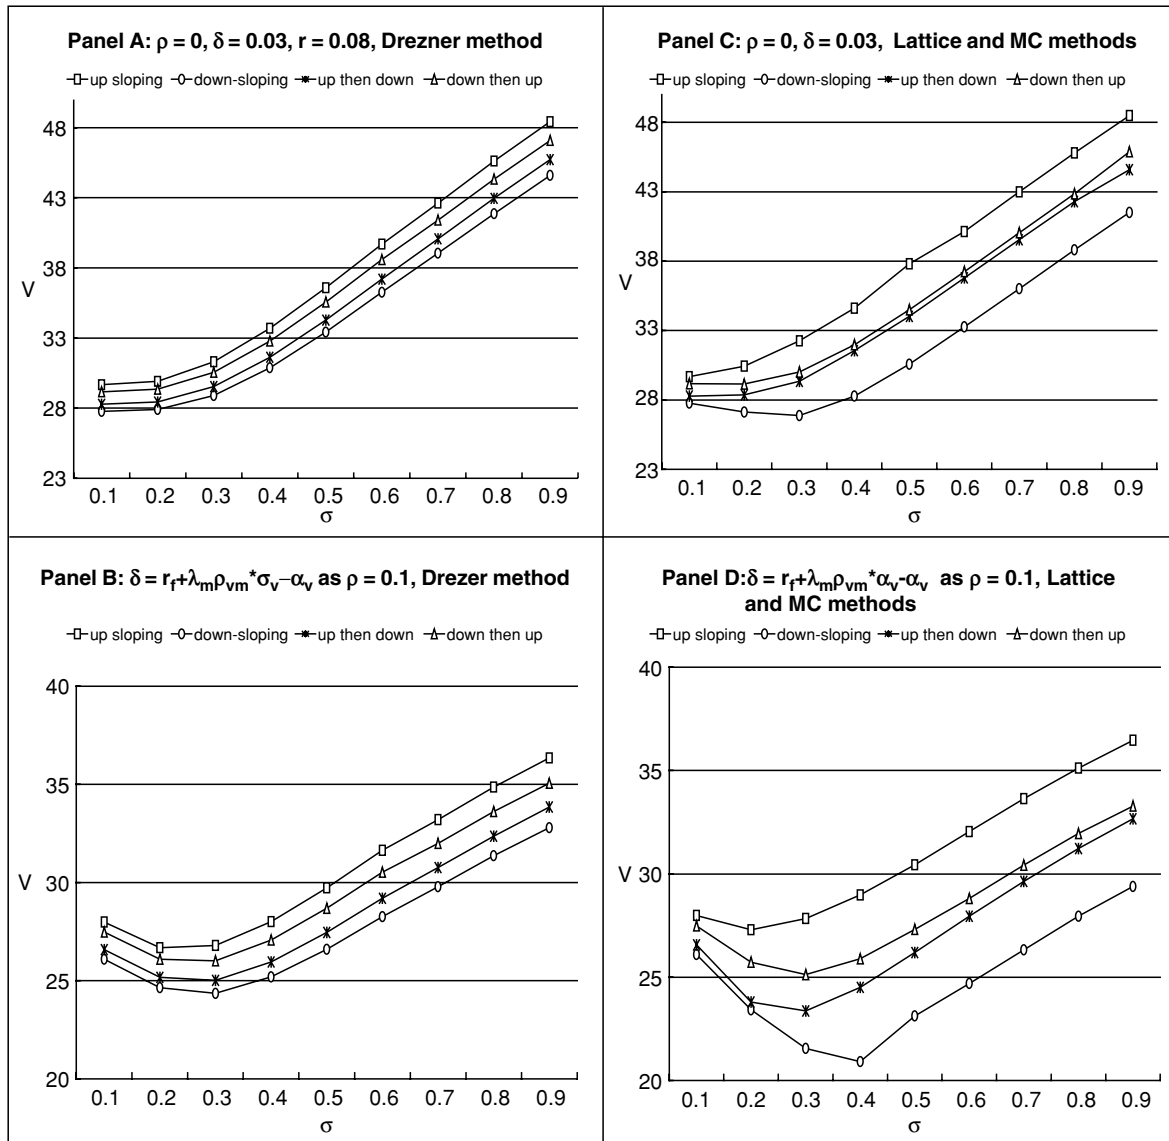 Panel A: ρ = 0, δ = 0.03, r = 0.08, Drezner method
up sloping down-sloping up then down down then up
48
43
38
V
33
28
23
0.1 0.2 0.3 0.4 0.5 0.6 0.7 0.8 0.9
σ
Panel C: ρ = 0, δ = 0.03, Lattice and MC methods
up sloping down-sloping up then down down then up
48
43
38
V
33
28
23
0.1 0.2 0.3 0.4 0.5 0.6 0.7 0.8 0.9
σ
Panel B: δ = r_f+λ_mρ_vm*σ_v−α_v as ρ = 0.1, Drezer method
up sloping down-sloping up then down down then up
40
35
V 30
25
20
0.1 0.2 0.3 0.4 0.5 0.6 0.7 0.8 0.9
σ
Panel D:δ = r_f+λ_mρ_vm*α_v-α_v as ρ = 0.1, Lattice
and MC methods
up sloping down-sloping up then down down then up
40
35
V 30
25
20
0.1 0.2 0.3 0.4 0.5 0.6 0.7 0.8 0.9
σ